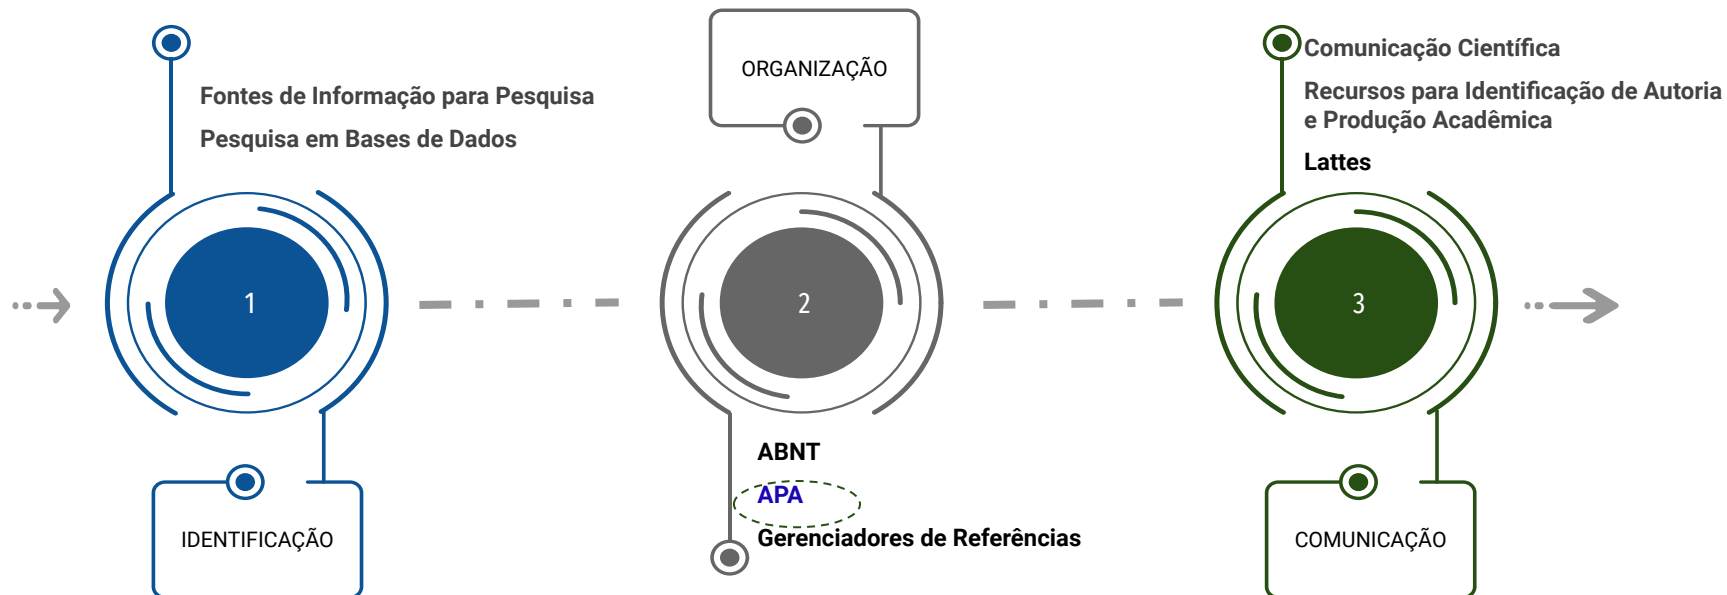 Fontes de Informação para Pesquisa
Pesquisa em Bases de Dados
1
IDENTIFICAÇÃO
ORGANIZAÇÃO
2
ABNT
APA
Gerenciadores de Referências
Comunicação Científica
Recursos para Identificação de Autoria
e Produção Acadêmica
Lattes
3
COMUNICAÇÃO